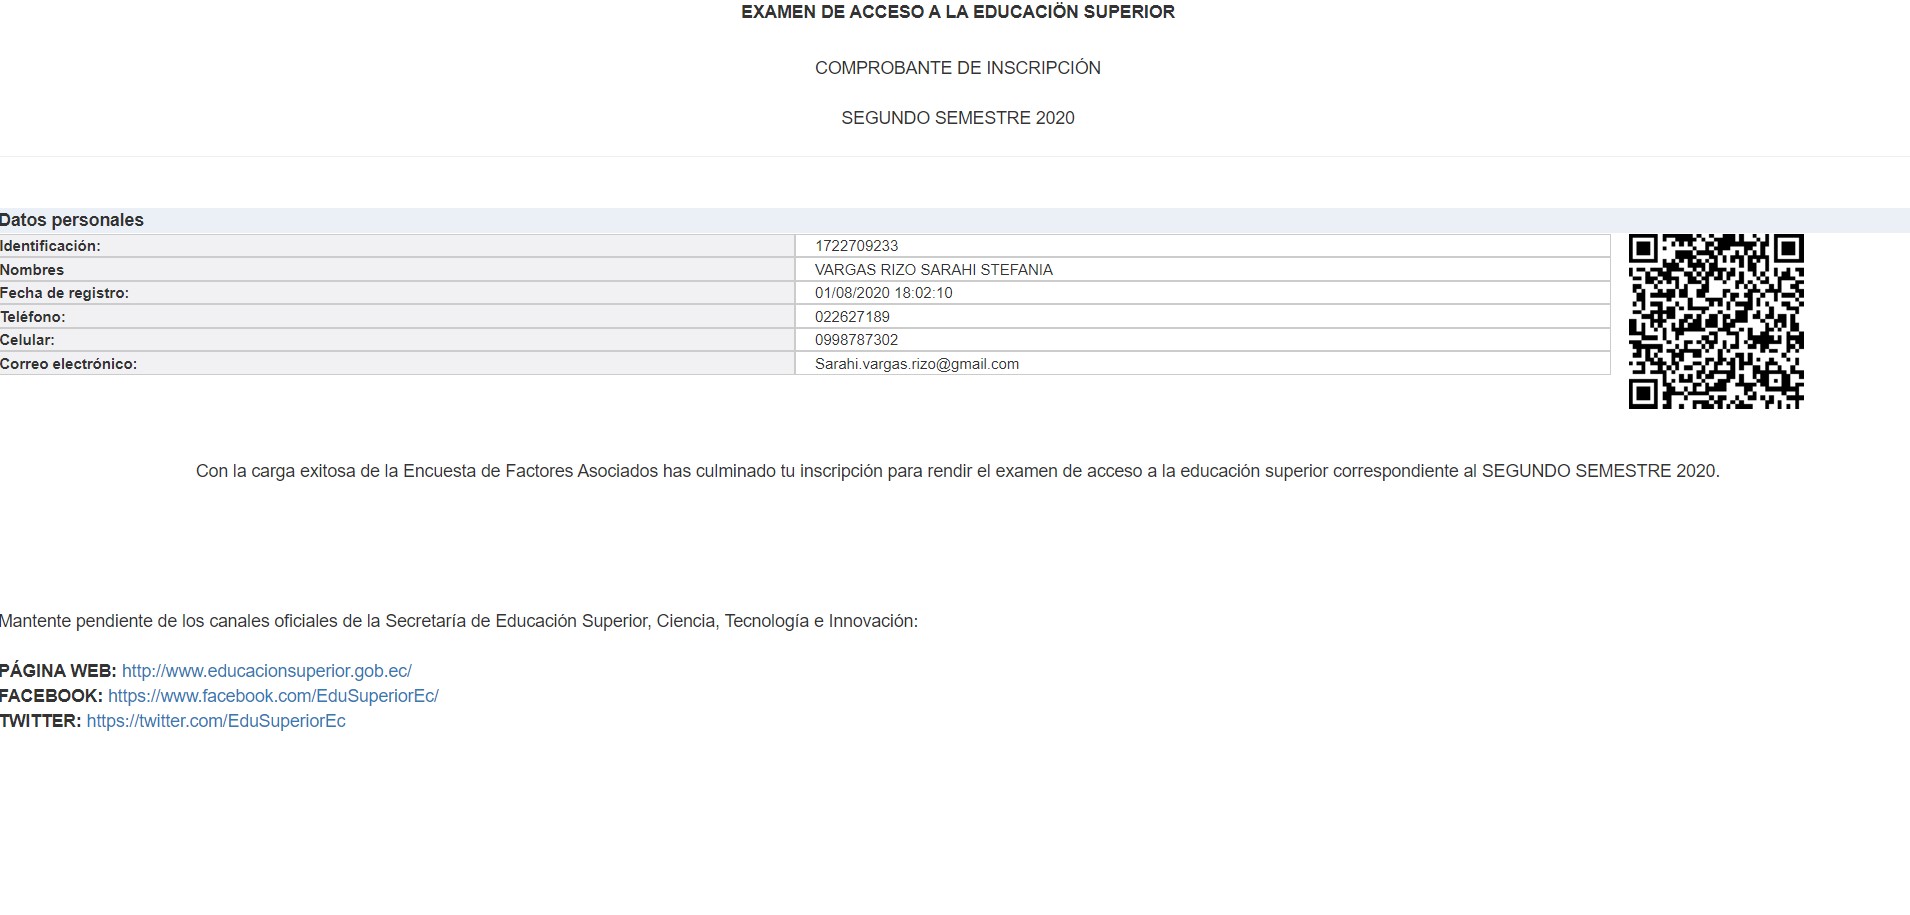 EXAMEN DE ACCESO A LA EDUCACIÖN SUPERIOR
COMPROBANTE DE INSCRIPCIÓN
SEGUNDO SEMESTRE 2020
Datos personales
Identificación: 1722709233
Nombres VARGAS RIZO SARAHI STEFANIA
Fecha de registro: 01/08/2020 18:02:10
Teléfono: 022627189
Celular: 0998787302
Correo electrónico: Sarahi.vargas.rizo@gmail.com
Con la carga exitosa de la Encuesta de Factores Asociados has culminado tu inscripción para rendir el examen de acceso a la educación superior correspondiente al SEGUNDO SEMESTRE 2020.
Mantente pendiente de los canales oficiales de la Secretaría de Educación Superior, Ciencia, Tecnología e Innovación:
PÁGINA WEB: http://www.educacionsuperior.gob.ec/
FACEBOOK: https://www.facebook.com/EduSuperiorEc/
TWITTER: https://twitter.com/EduSuperiorEc